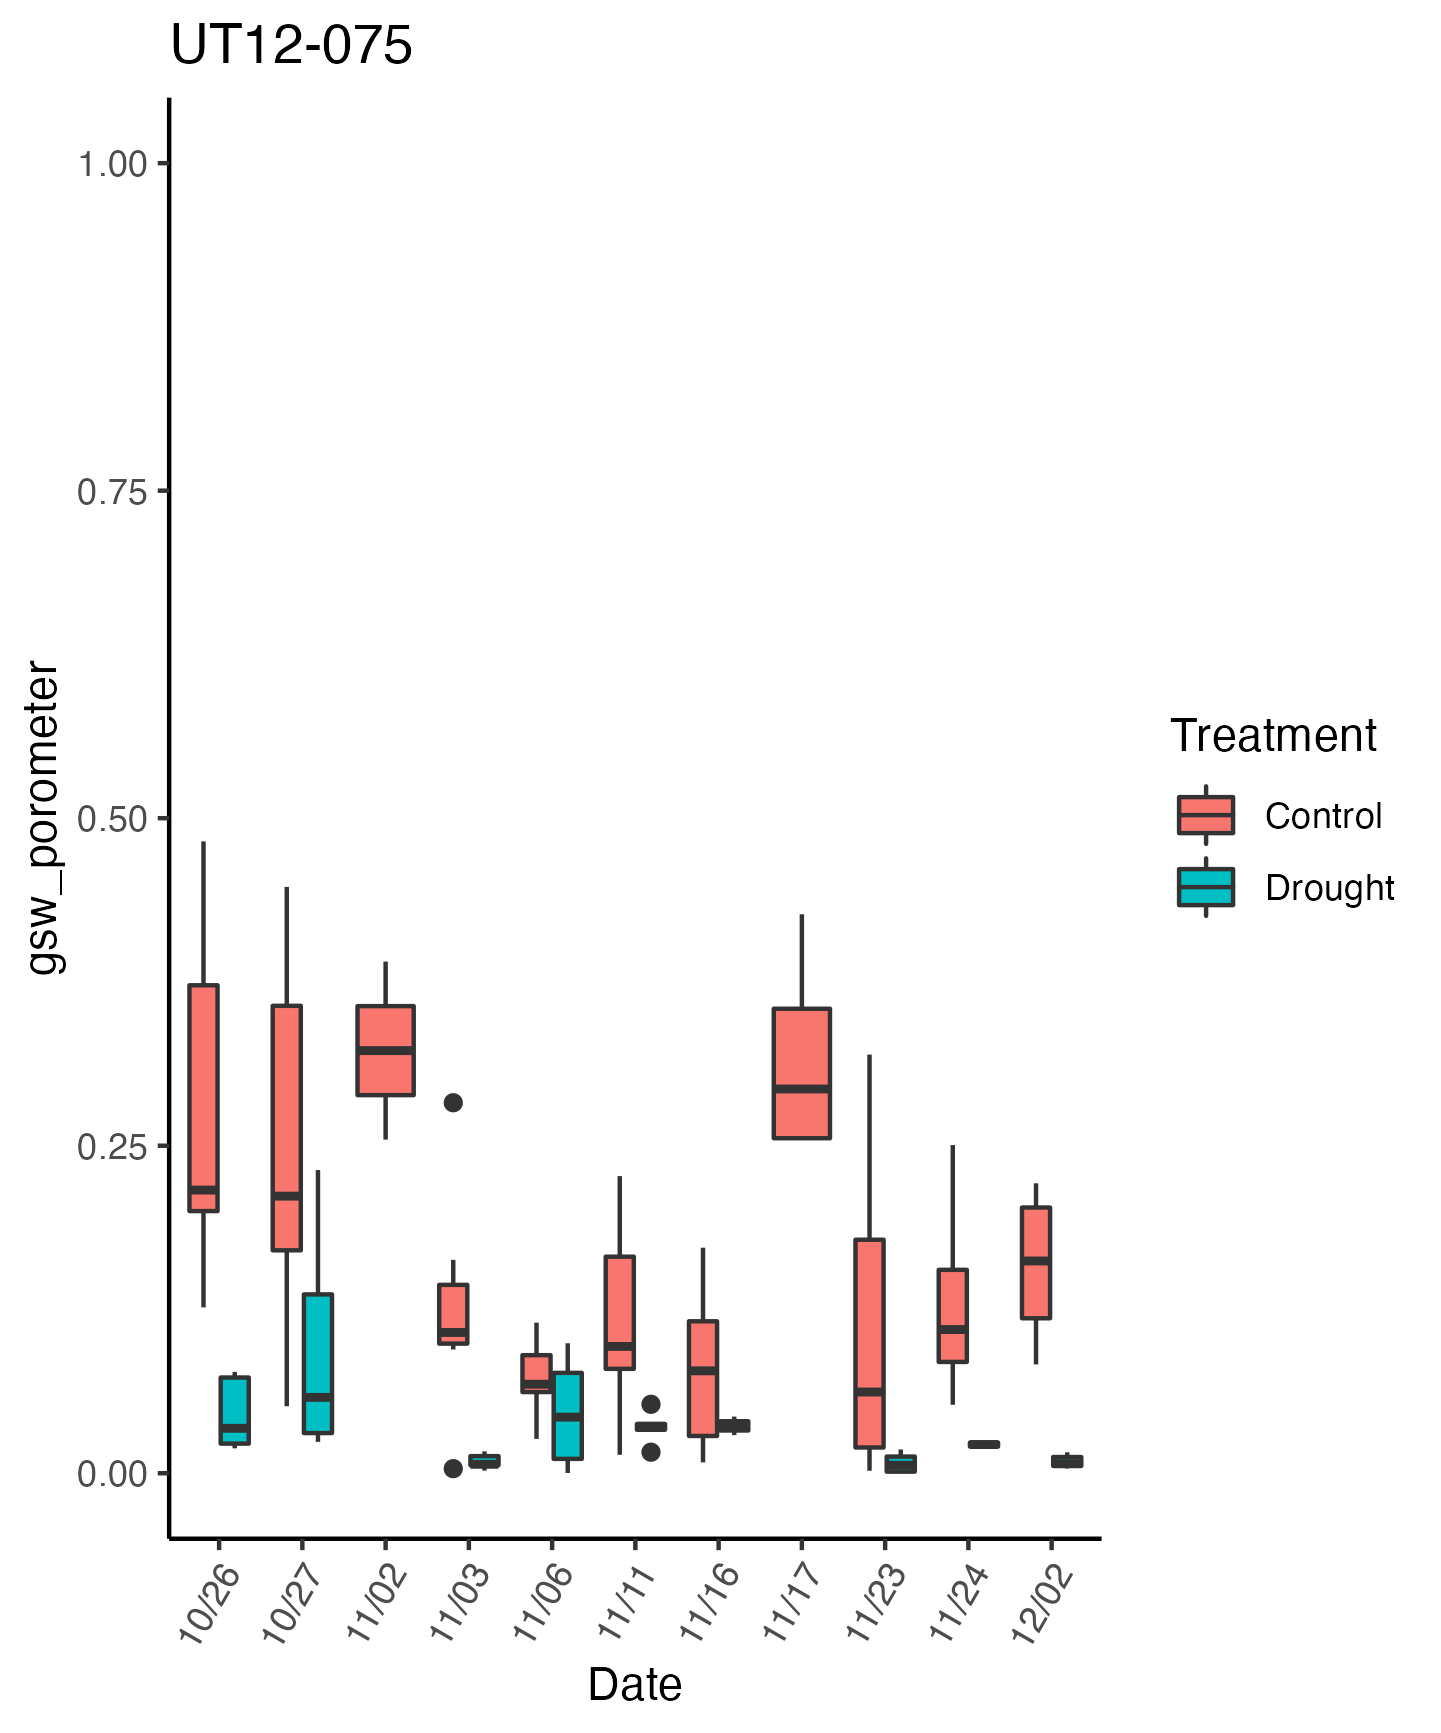 UT12-075
1.00
0.75
0.50
0.25
0.00
gsw_porometer
10/26
10/27
11/02
11/03
11/06
11/11
11/16
11/17
11/23
11/24
12/02
Date
Treatment
Control
Drought